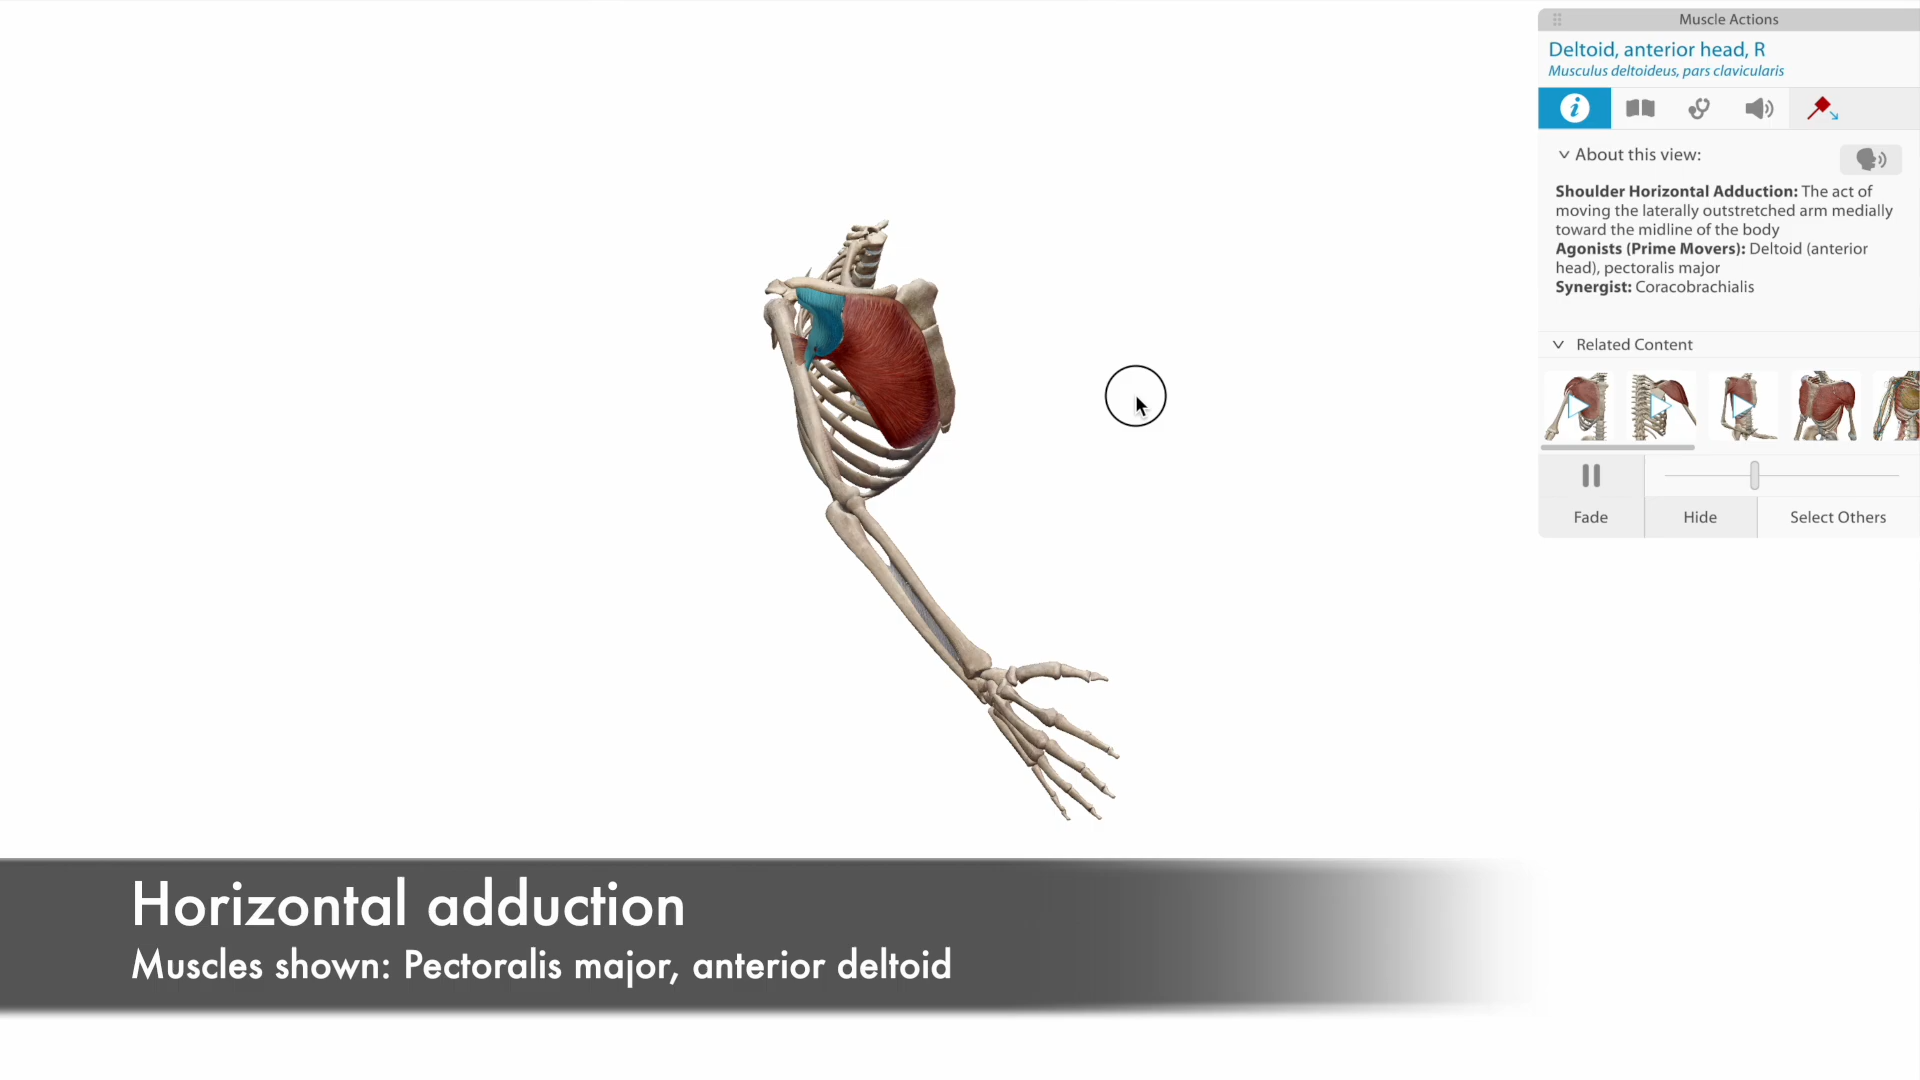 Muscle Actions
Deltoid, anterior head, R
Musculus deltoideus, pars clavicularis
i
About this view:
Shoulder Horizontal Adduction: The act of
moving the laterally outstretched arm medially
toward the midline of the body
Agonists (Prime Movers): Deltoid (anterior
head), pectoralis major
Synergist: Coracobrachialis
Related Content
Fade Hide Select Others
Horizontal adduction
Muscles shown: Pectoralis major, anterior deltoid